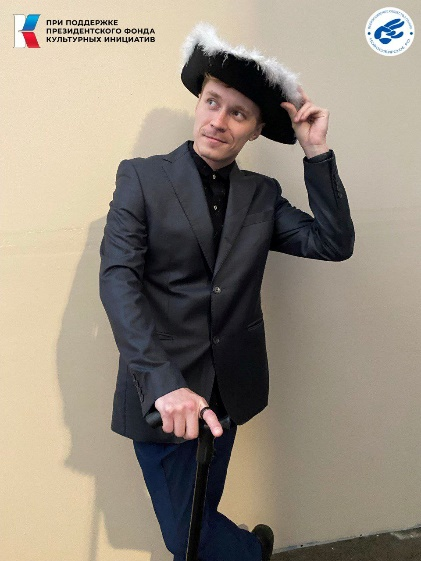 ПРИ ПОДДЕРЖКЕ
ПРЕЗИДЕНТСКОГО ФОНДА
КУЛЬТУРНЫХ ИНИЦИАТИВ